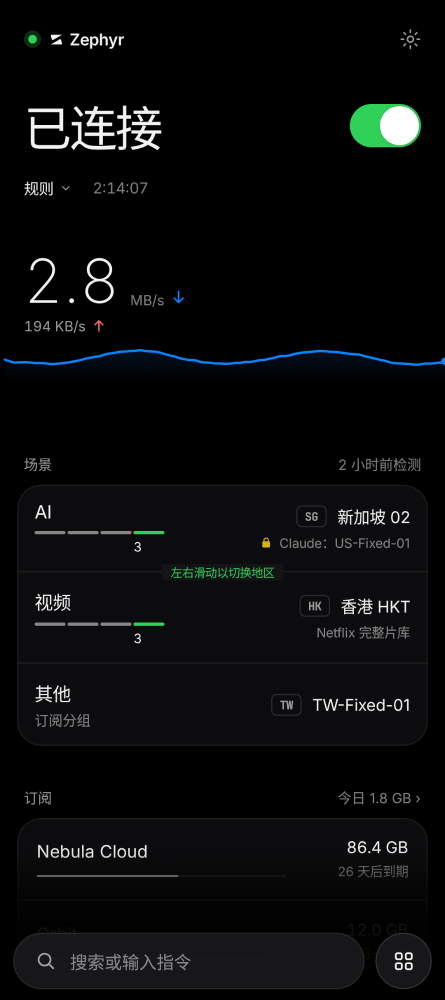 Zephyr
已连接
规则 2:14:07
2.8 MB/s ↓
194 KB/s ↑
场景 2 小时前检测
AI SG 新加坡 02
3 Claude：US-Fixed-01
左右滑动以切换地区
视频 HK 香港 HKT
3 Netflix 完整片库
其他 TW TW-Fixed-01
订阅分组
订阅 今日 1.8 GB ›
Nebula Cloud 86.4 GB
26 天后到期
Orbit 12.0 GB
搜索或输入指令